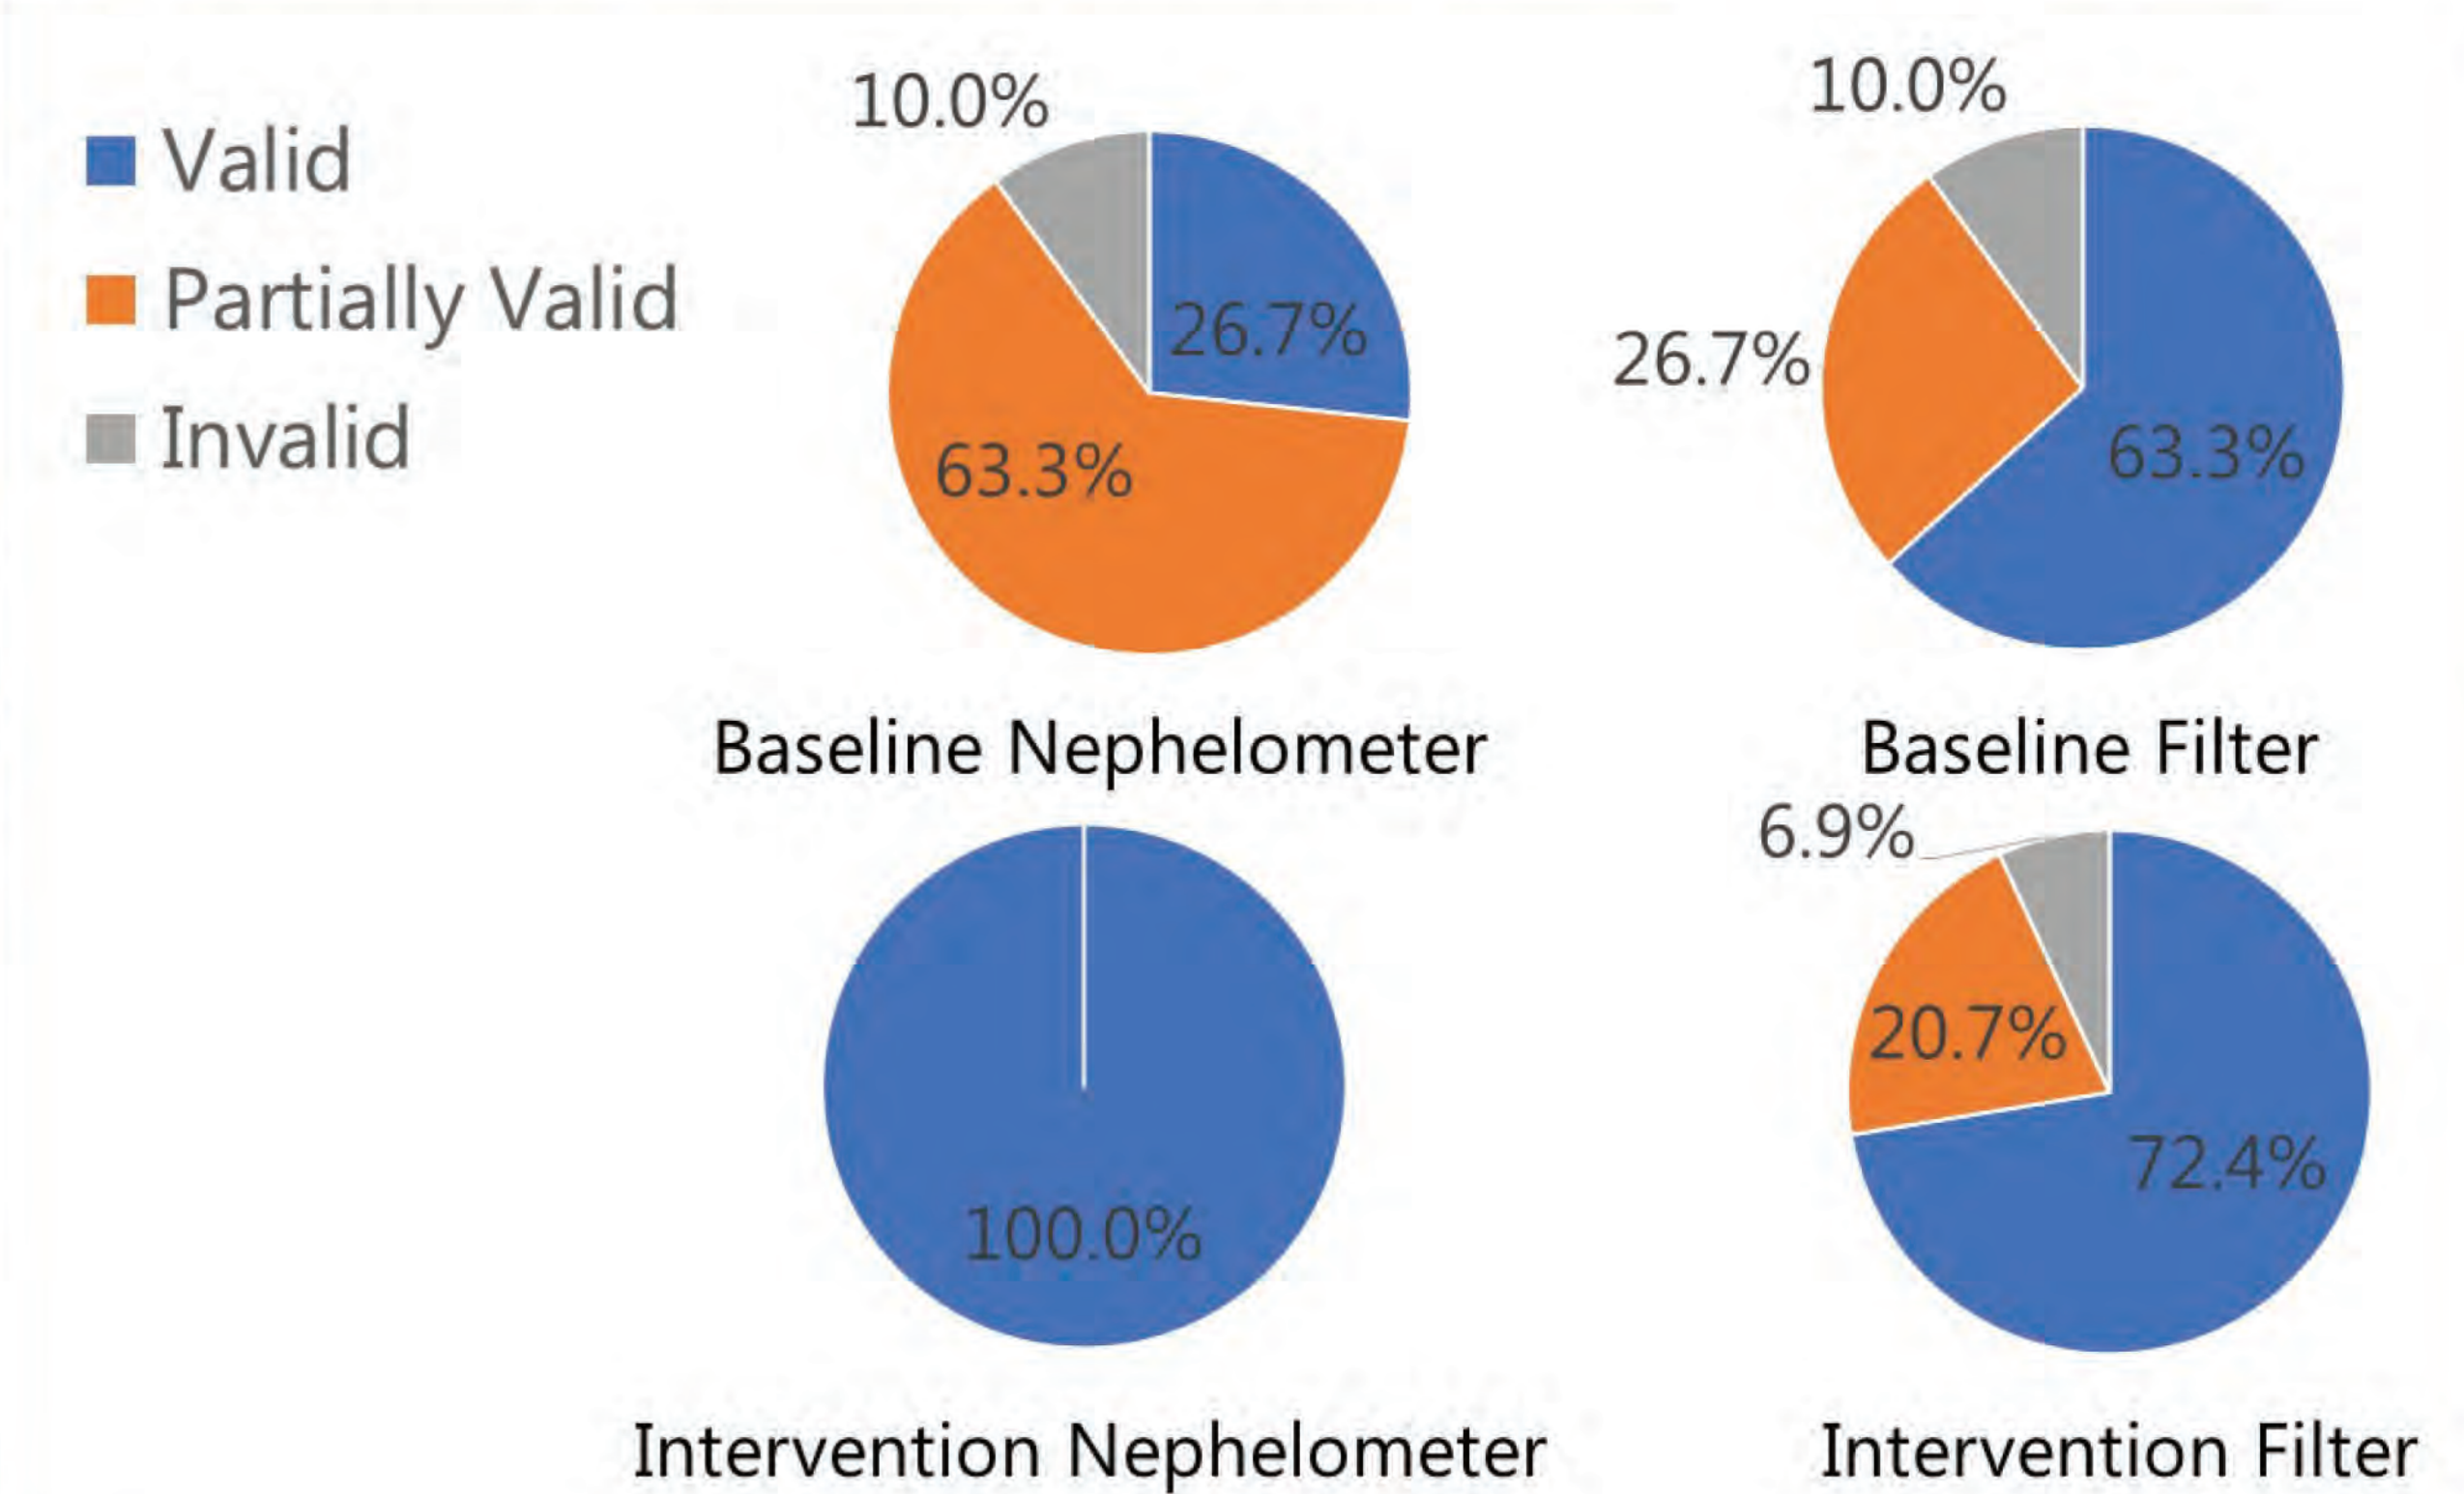 Valid
Partially Valid
Invalid
10.0%
26.7%
63.3%
Baseline Nephelometer
10.0%
26.7%
63.3%
Baseline Filter
100.0%
Intervention Nephelometer
6.9%
20.7%
72.4%
Intervention Filter